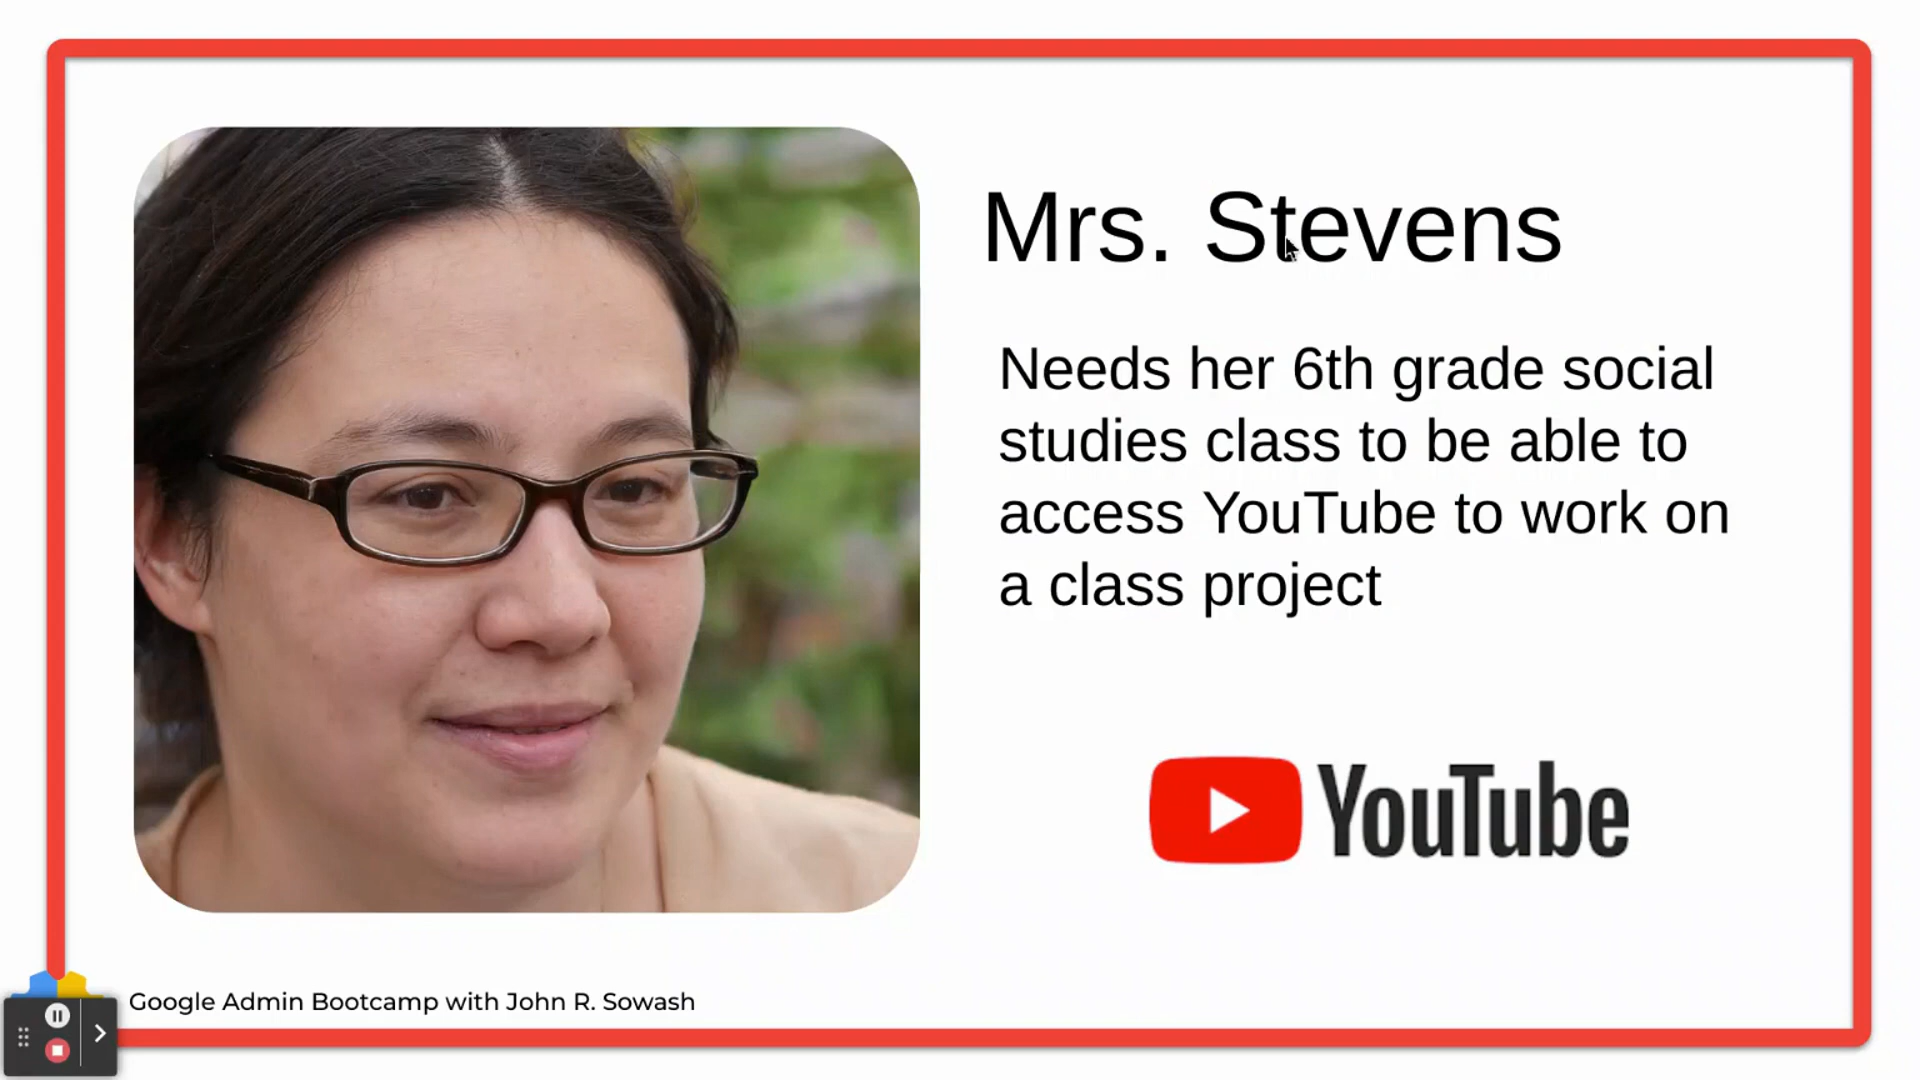 Mrs. Stevens
Needs her 6th grade social
studies class to be able to
access YouTube to work on
a class project
YouTube
Google Admin Bootcamp with John R. Sowash